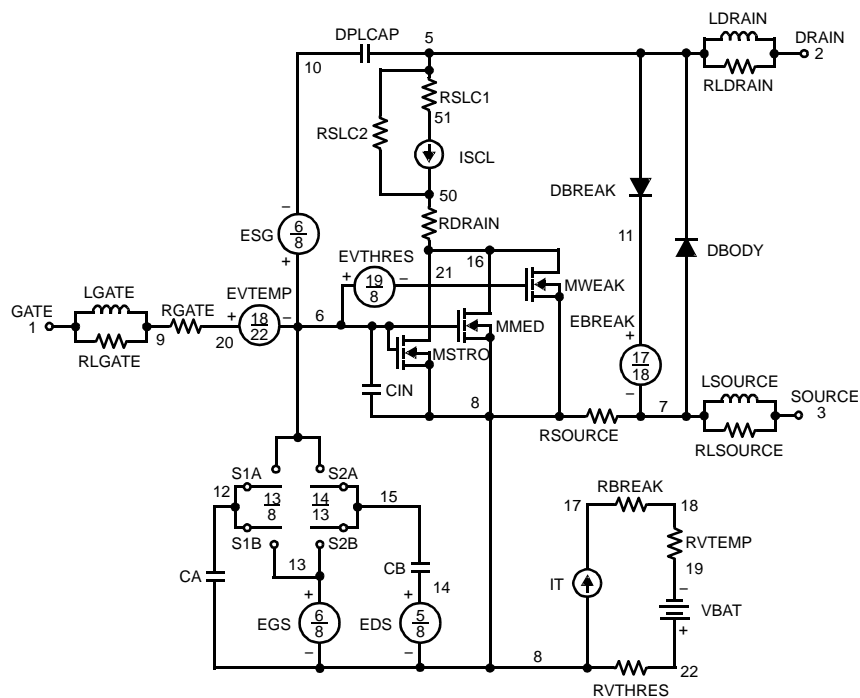 LDRAIN
DPLCAP
5
DRAIN
2
10
RLDRAIN
RSLC1
51
RSLC2
ISCL
DBREAK
50
RDRAIN
−
6
8
ESG
+
11
DBODY
EVTHRES
16
21
+
19
8
−
MWEAK
LGATE
EVTEMP
GATE
1
RGATE
+
18
22
−
6
EBREAK
MMED
9
20
+
RLGATE
MSTRO
17
18
−
LSOURCE
CIN
8
7
SOURCE
3
RSOURCE
RLSOURCE
S1A
S2A
12
13
8
14
13
15
RBREAK
17
18
S1B
S2B
RVTEMP
13
CB
19
CA
14
IT
−
VBAT
+
+
+
6
8
5
8
EGS
EDS
−
−
8
22
RVTHRES